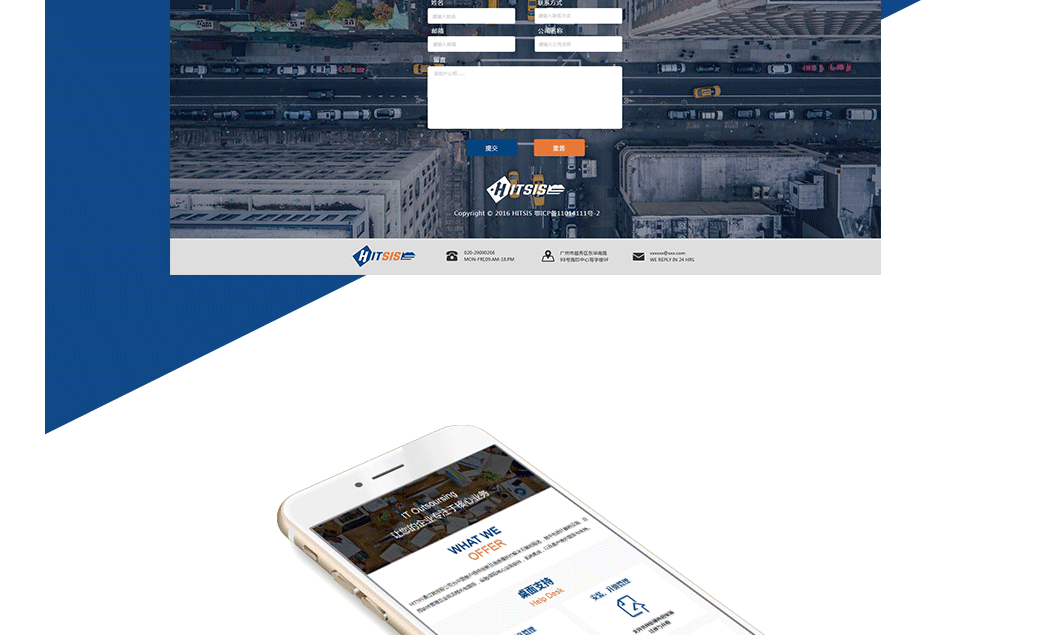 姓名
联系方式
请输入姓名
请输入联系方式
邮箱
公司名称
请输入邮箱
请输入公司名称
留言
提交
重置
HITSIS
Copyright © 2016 HITSIS 粤ICP备11014111号-2
HITSIS
020-29090266
MON-FRI,09.AM-18.PM
广州市越秀区东华南路
98号海印中心写字楼9F
xxxxxx@xxx.com
WE REPLY IN 24 HRS
IT Outsoursing
让您的企业专注于核心业务
WHAT WE
OFFER
桌面支持
Help Desk
安装、升级管理